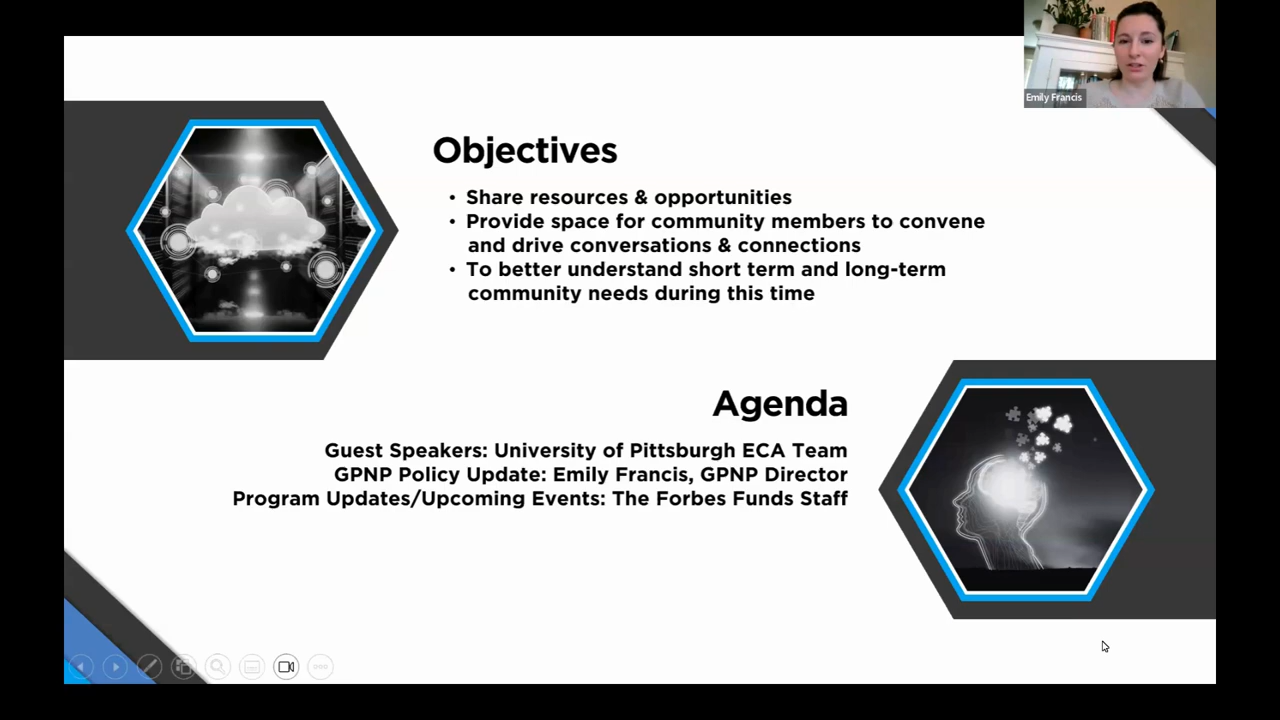 Emily Francis
Objectives
• Share resources & opportunities
• Provide space for community members to convene
and drive conversations & connections
• To better understand short term and long-term
community needs during this time
Agenda
Guest Speakers: University of Pittsburgh ECA Team
GPNP Policy Update: Emily Francis, GPNP Director
Program Updates/Upcoming Events: The Forbes Funds Staff